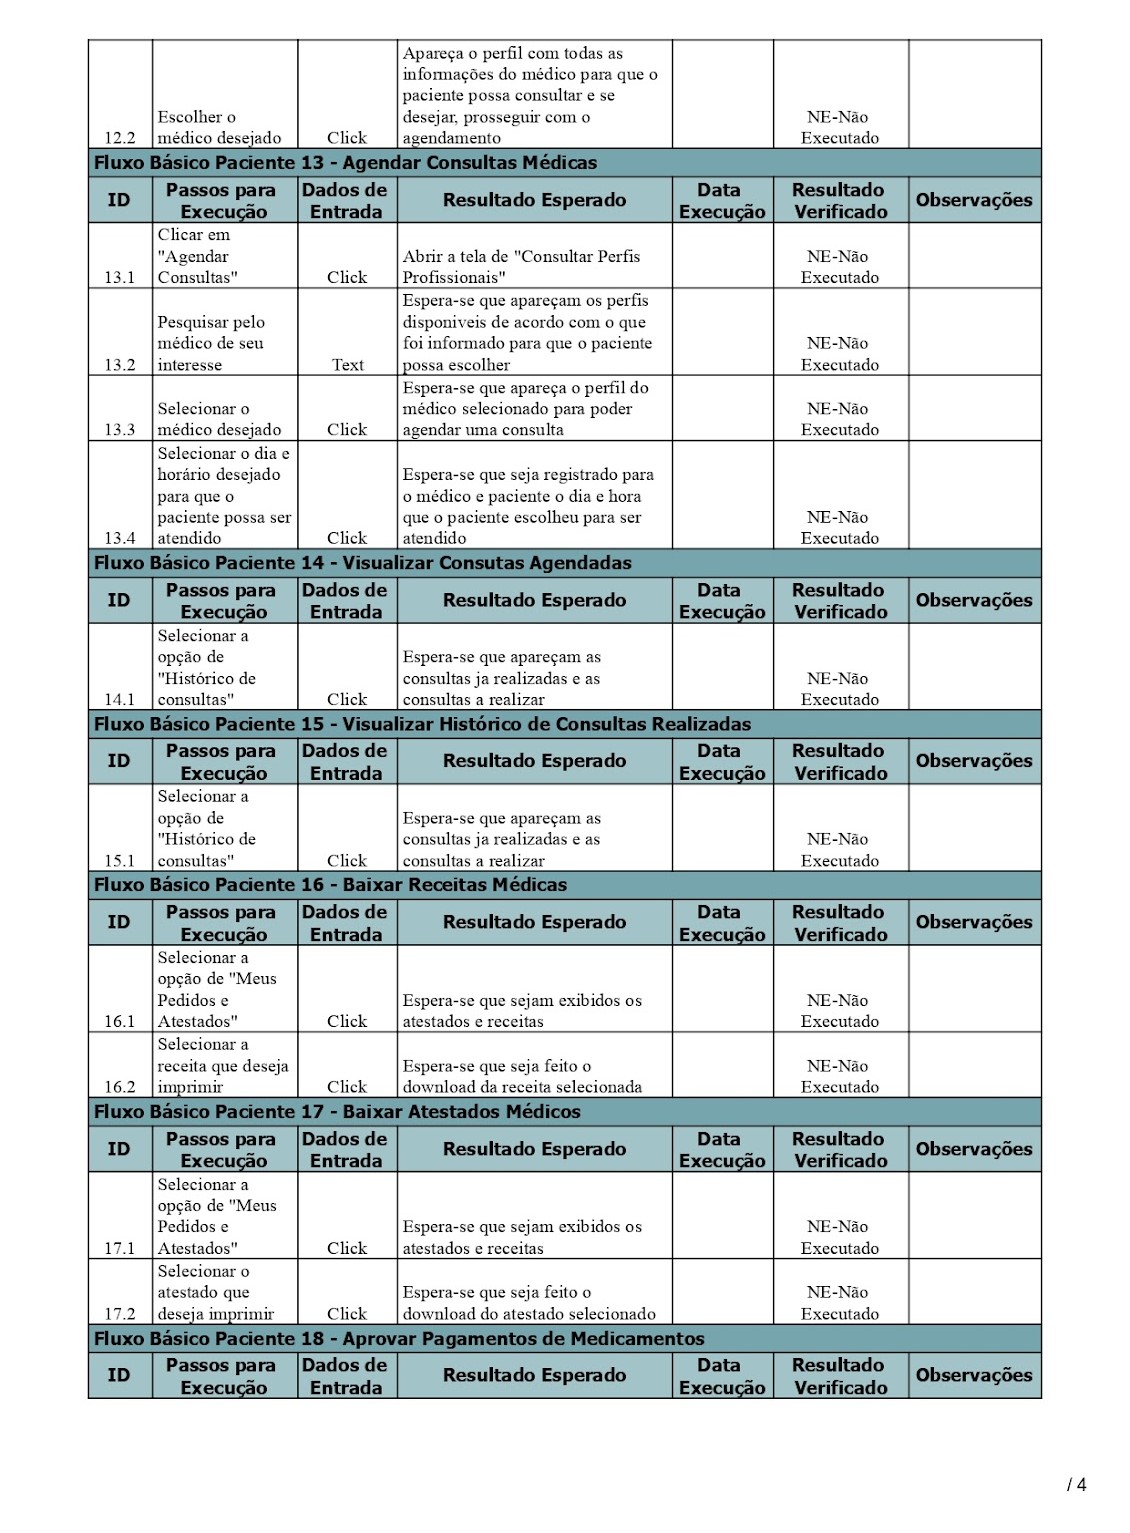 Apareça o perfil com todas as
informações do médico para que o
paciente possa consultar e se
Escolher o desejar, prosseguir com o NE-Não
12.2 médico desejado Click agendamento Executado
Fluxo Básico Paciente 13 - Agendar Consultas Médicas
ID Passos para Execução Dados de Entrada Resultado Esperado Data Execução Resultado Verificado Observações
Clicar em
"Agendar Abrir a tela de "Consultar Perfis NE-Não
13.1 Consultas" Click Profissionais" Executado
Espera-se que apareçam os perfis
Pesquisar pelo disponiveis de acordo com o que
médico de seu foi informado para que o paciente NE-Não
13.2 interesse Text possa escolher Executado
Espera-se que apareça o perfil do
Selecionar o médico selecionado para poder NE-Não
13.3 médico desejado Click agendar uma consulta Executado
Selecionar o dia e
horário desejado Espera-se que seja registrado para
para que o o médico e paciente o dia e hora
paciente possa ser que o paciente escolheu para ser NE-Não
13.4 atendido Click atendido Executado
Fluxo Básico Paciente 14 - Visualizar Consutas Agendadas
ID Passos para Execução Dados de Entrada Resultado Esperado Data Execução Resultado Verificado Observações
Selecionar a
opção de Espera-se que apareçam as
"Histórico de consultas ja realizadas e as NE-Não
14.1 consultas" Click consultas a realizar Executado
Fluxo Básico Paciente 15 - Visualizar Histórico de Consultas Realizadas
ID Passos para Execução Dados de Entrada Resultado Esperado Data Execução Resultado Verificado Observações
Selecionar a
opção de Espera-se que apareçam as
"Histórico de consultas ja realizadas e as NE-Não
15.1 consultas" Click consultas a realizar Executado
Fluxo Básico Paciente 16 - Baixar Receitas Médicas
ID Passos para Execução Dados de Entrada Resultado Esperado Data Execução Resultado Verificado Observações
Selecionar a
opção de "Meus
Pedidos e Espera-se que sejam exibidos os NE-Não
16.1 Atestados" Click atestados e receitas Executado
Selecionar a
receita que deseja Espera-se que seja feito o NE-Não
16.2 imprimir Click download da receita selecionada Executado
Fluxo Básico Paciente 17 - Baixar Atestados Médicos
ID Passos para Execução Dados de Entrada Resultado Esperado Data Execução Resultado Verificado Observações
Selecionar a
opção de "Meus
Pedidos e Espera-se que sejam exibidos os NE-Não
17.1 Atestados" Click atestados e receitas Executado
Selecionar o
atestado que Espera-se que seja feito o NE-Não
17.2 deseja imprimir Click download do atestado selecionado Executado
Fluxo Básico Paciente 18 - Aprovar Pagamentos de Medicamentos
ID Passos para Execução Dados de Entrada Resultado Esperado Data Execução Resultado Verificado Observações
/ 4